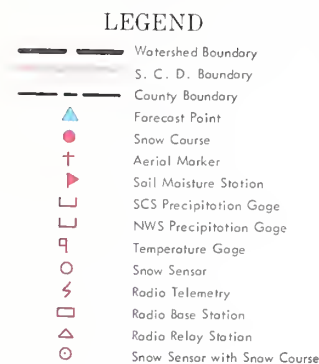 LEGEND
Watershed Boundary
S. C. D. Boundary
County Boundary
Forecast Point
Snow Course
Aerial Marker
Soil Moisture Station
SCS Precipitation Gage
NWS Precipitation Gage
Temperature Gage
Snow Sensor
Radio Telemetry
Radio Base Station
Radio Relay Station
Snow Sensor with Snow Course